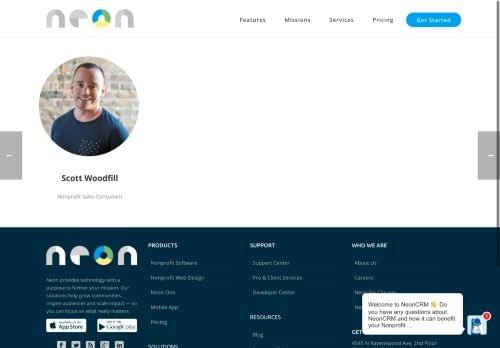 neon
Features Missions Services Pricing Get Started
←
→
Scott Woodfill
Nonprofit Sales Consultant
neon
Neon provides technology with a
purpose to further your mission. Our
solutions help grow communities,
inspire audiences and scale impact — so
you can focus on what really matters.
Available on the
App Store
Google play
PRODUCTS
Nonprofit Software
Nonprofit Web Design
Neon One
Mobile App
Pricing
SOLUTIONS
SUPPORT
Support Center
Pro & Client Services
Developer Center
RESOURCES
Blog
WHO WE ARE
About Us
Careers
4545 N Ravenswood Ave, 2nd Floor
Welcome to NeonCRM 👋 Do
you have any questions about
NeonCRM and how it can benefit
your Nonprofit ...
1